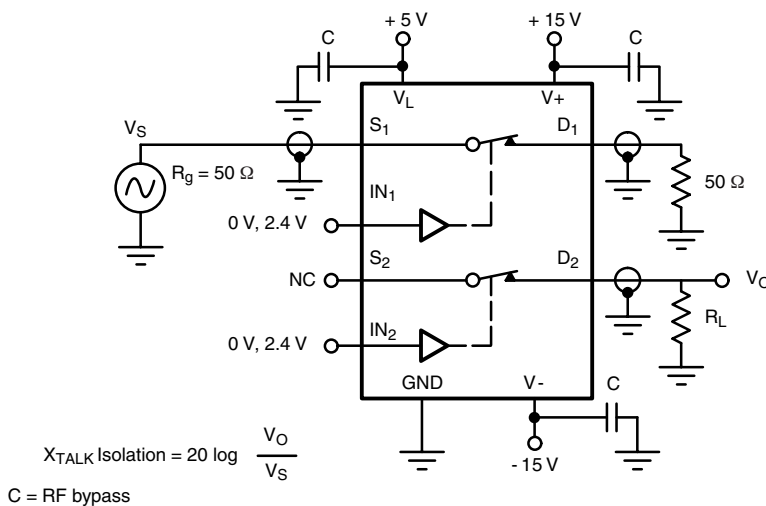 + 5 V
+ 15 V
C
C
V_L
V+
V_S
S_1
D_1
R_g = 50 Ω
50 Ω
IN_1
0 V, 2.4 V
S_2
D_2
NC
V_O
R_L
IN_2
0 V, 2.4 V
GND
V -
C
- 15 V
X_TALK Isolation = 20 log V_O / V_S
C = RF bypass